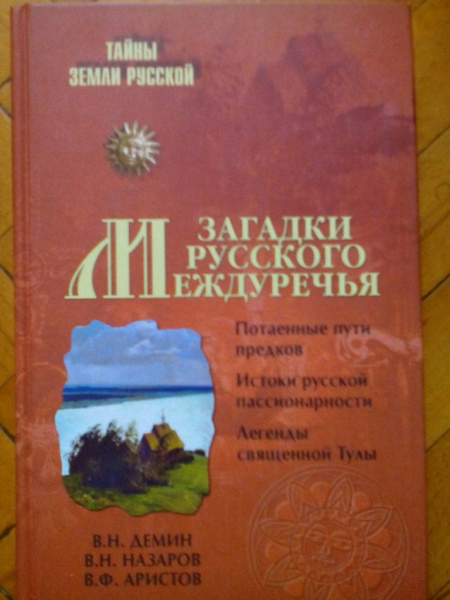 ТАЙНЫ
ЗЕМЛИ РУССКОЙ
ЗАГАДКИ
РУССКОГО
МЕЖДУРЕЧЬЯ
Потаенные пути
предков
Истоки русской
пассионарности
Легенды
священной Тулы
В.Н. ДЕМИН
В.Н. НАЗАРОВ
В.Ф. АРИСТОВ